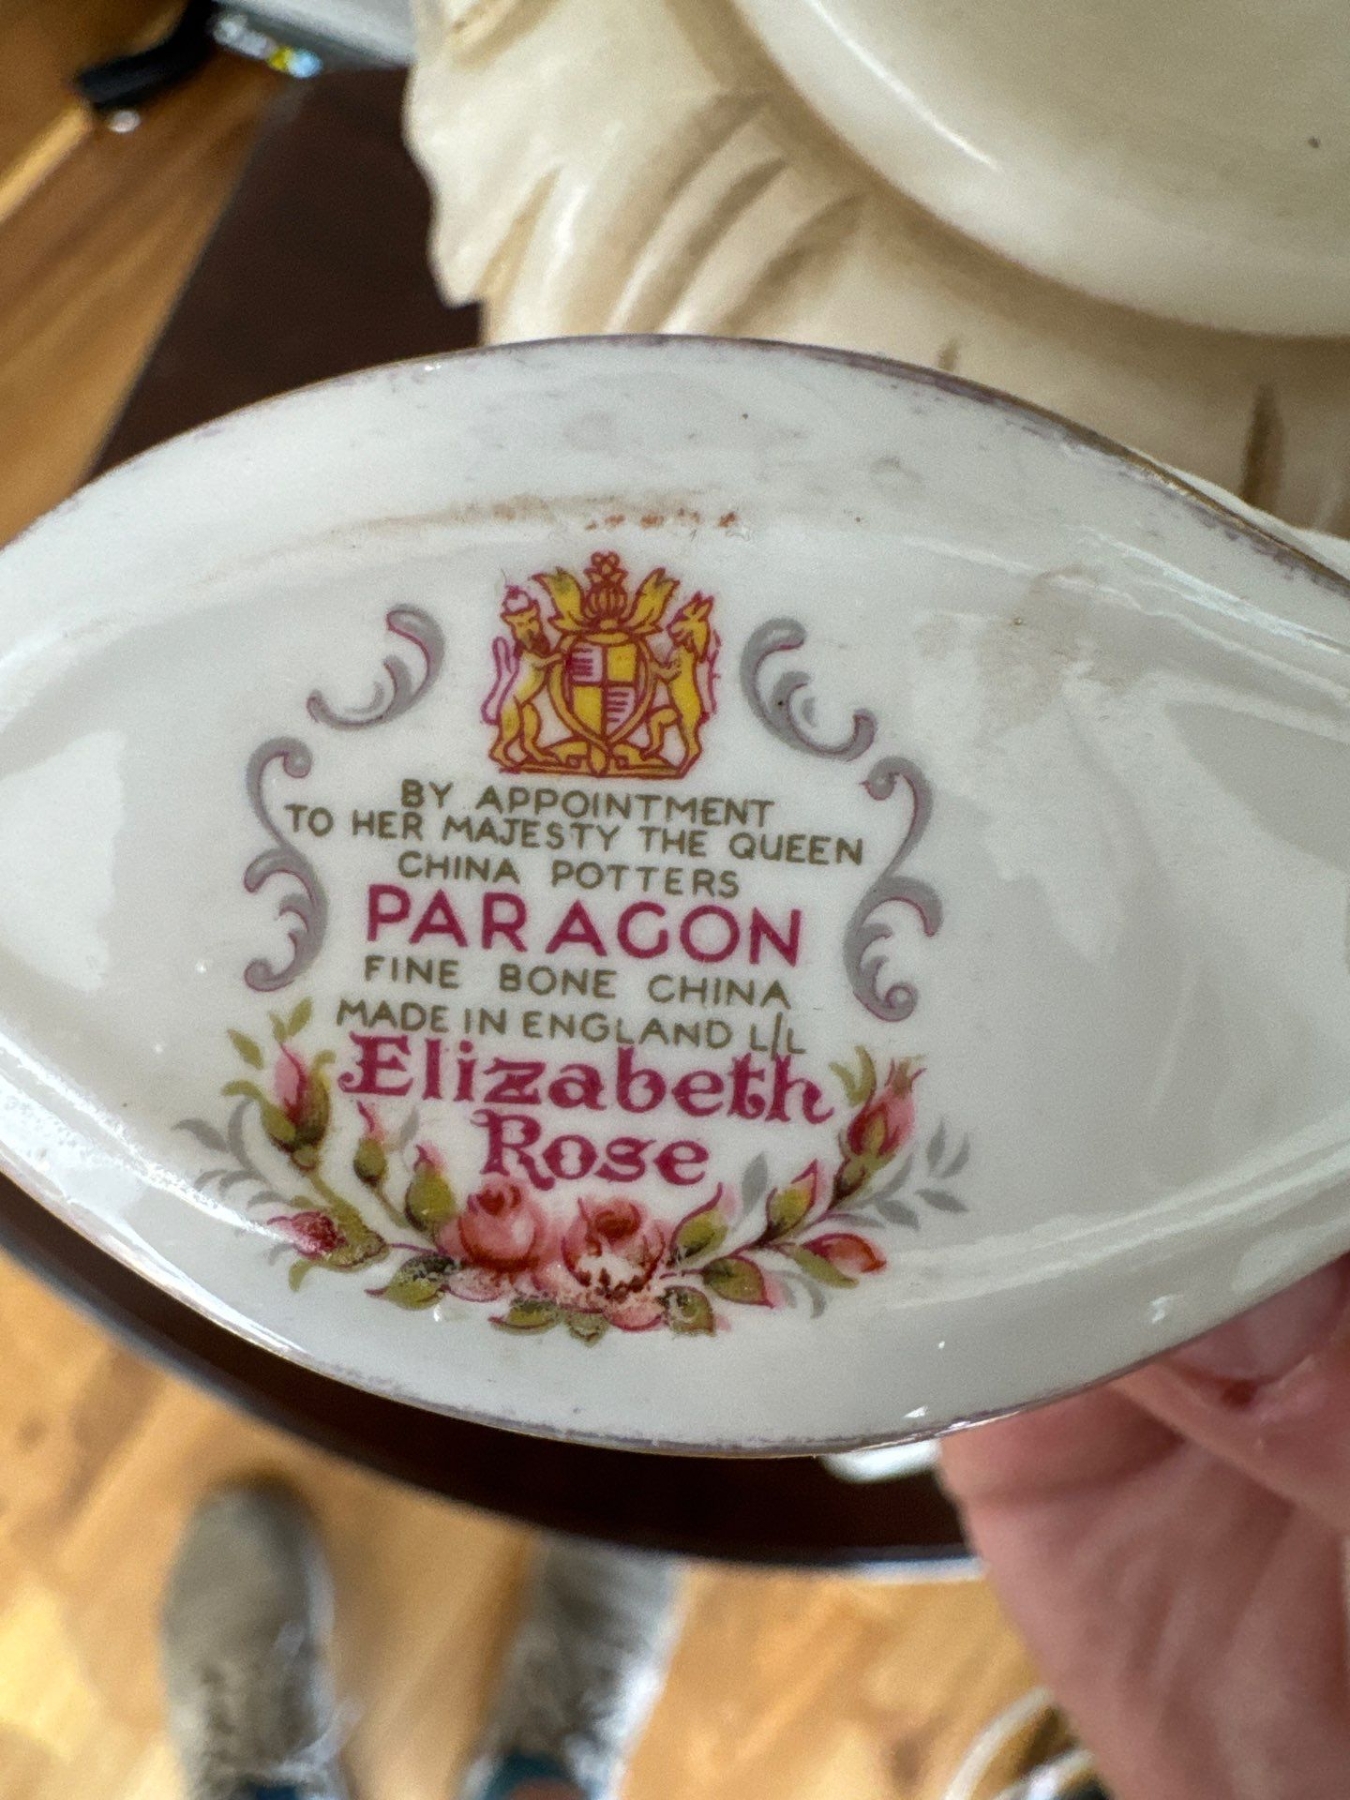 BY APPOINTMENT
TO HER MAJESTY THE QUEEN
CHINA POTTERS
PARAGON
FINE BONE CHINA
MADE IN ENGLAND L/L
Elizabeth
Rose